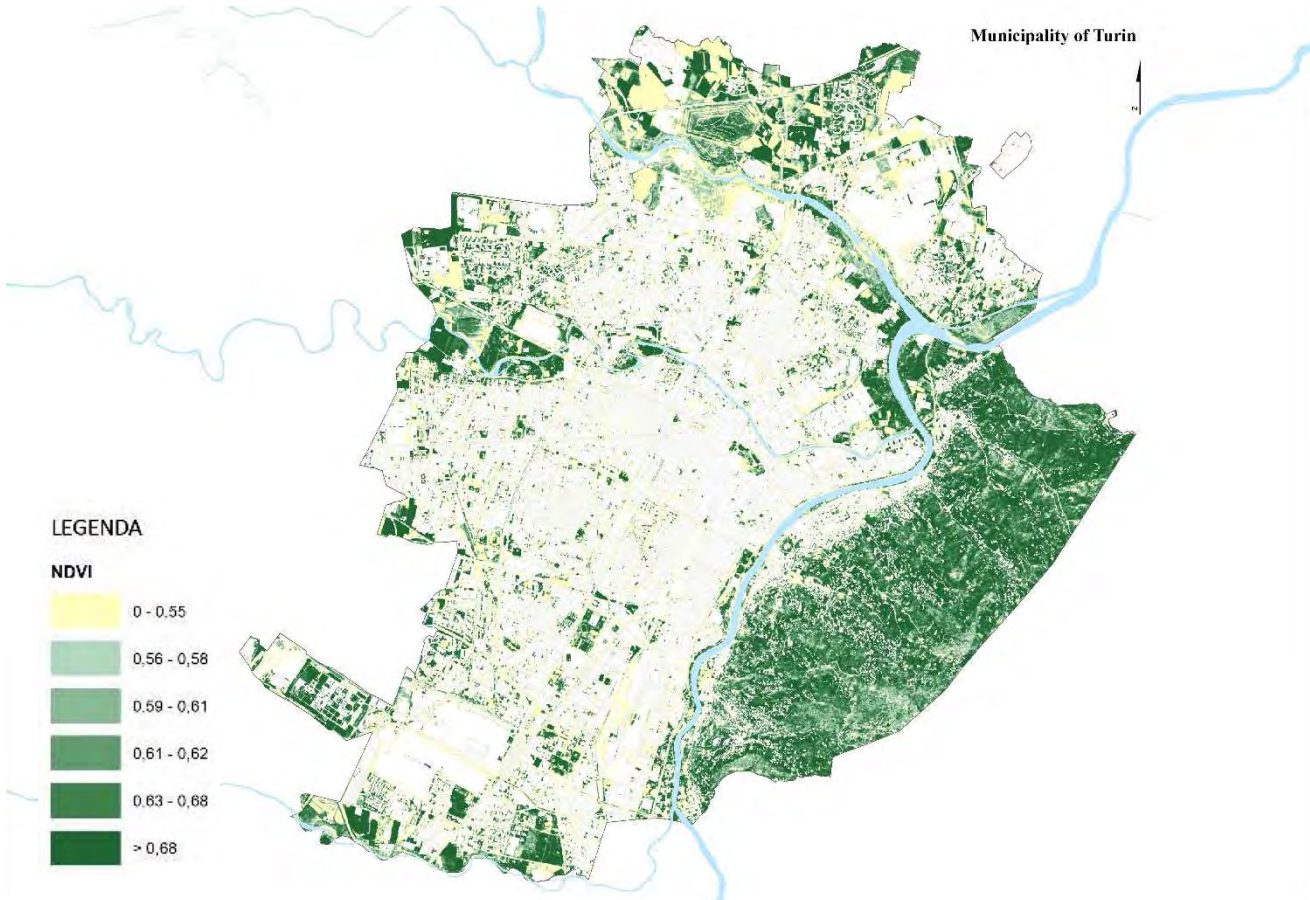 Municipality of Turin
N
LEGENDA
NDVI
0 - 0.55
0,56 - 0,58
0,59 - 0,61
0,61 - 0,62
0,63 - 0,68
> 0,68